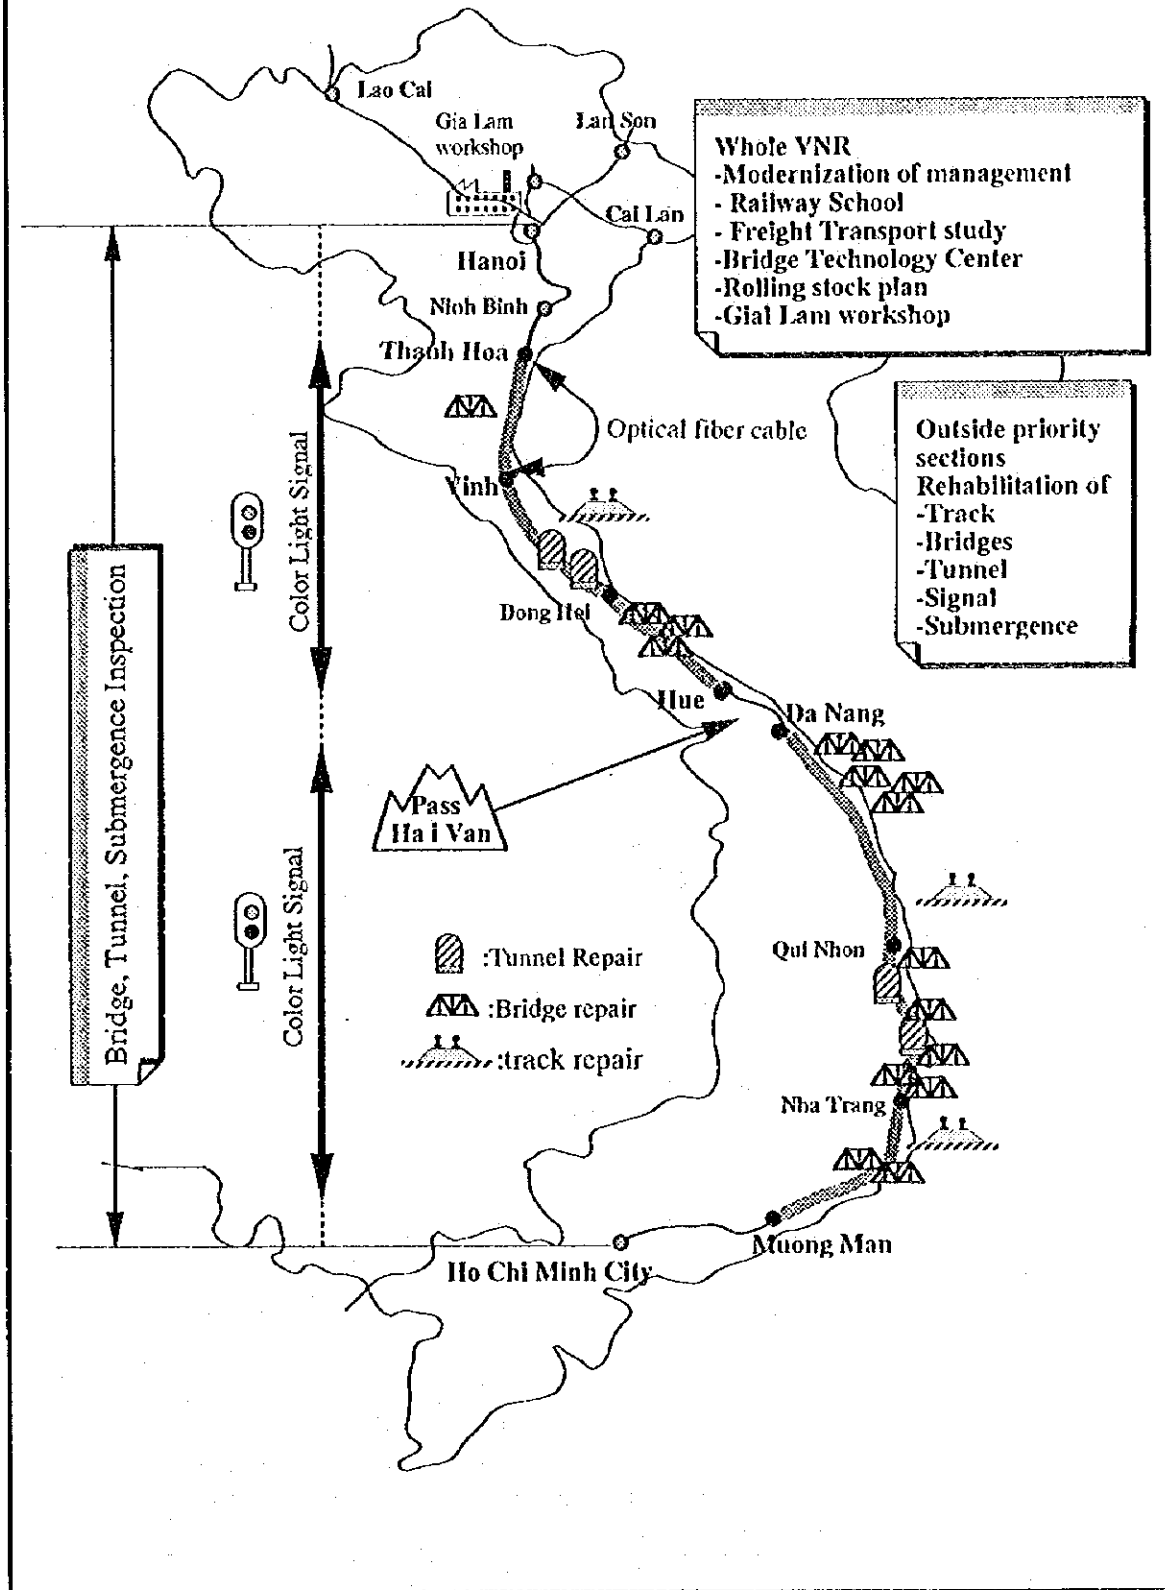 Lao Cal
Gia Lam
workshop
Lan Son
Cai Lan
Hanoi
Ninh Binh
Thanh Hoa
Optical fiber cable
Vinh
Dong Hei
Hue
Da Nang
Pass
Ha i Van
Qui Nhon
Nha Trang
Muong Man
Ho Chi Minh City
Whole VNR
-Modernization of management
- Railway School
- Freight Transport study
-Bridge Technology Center
-Rolling stock plan
-Gial Lam workshop
Outside priority
sections
Rehabilitation of
-Track
-Bridges
-Tunnel
-Signal
-Submergence
Bridge, Tunnel, Submergence Inspection
Color Light Signal
Color Light Signal
:Tunnel Repair
:Bridge repair
:track repair